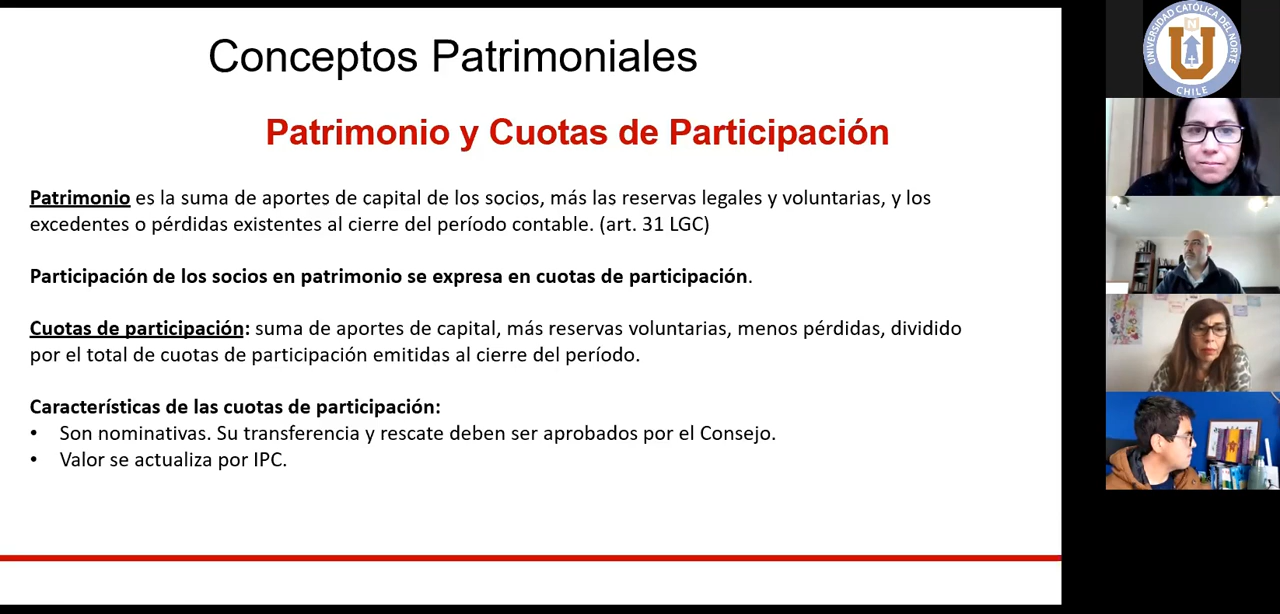 Conceptos Patrimoniales
Patrimonio y Cuotas de Participación
Patrimonio es la suma de aportes de capital de los socios, más las reservas legales y voluntarias, y los
excedentes o pérdidas existentes al cierre del período contable. (art. 31 LGC)
Participación de los socios en patrimonio se expresa en cuotas de participación.
Cuotas de participación: suma de aportes de capital, más reservas voluntarias, menos pérdidas, dividido
por el total de cuotas de participación emitidas al cierre del período.
Características de las cuotas de participación:
• Son nominativas. Su transferencia y rescate deben ser aprobados por el Consejo.
• Valor se actualiza por IPC.
UNIVERSIDAD CATÓLICA DEL NORTE
N
U
CHILE